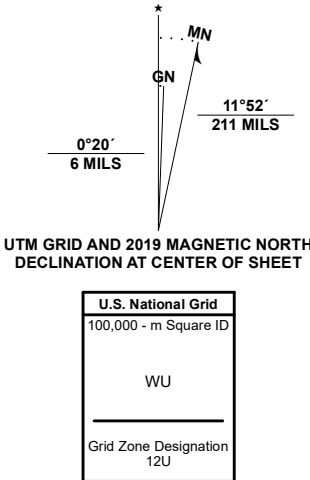 ★
MN
GN
11°52´
211 MILS
0°20´
6 MILS
UTM GRID AND 2019 MAGNETIC NORTH
DECLINATION AT CENTER OF SHEET
U.S. National Grid
100,000 - m Square ID
WU
Grid Zone Designation
12U